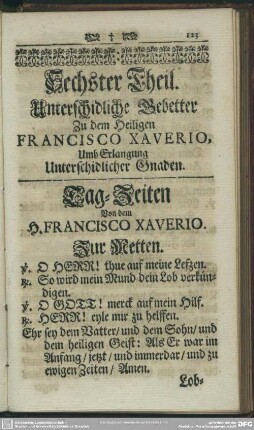 123
Sechster Theil.
Unterschidliche Gebetter
Zu dem Heiligen
FRANCISCO XAVERIO,
Umb Erlangung
Unterschidlicher Gnaden.
Tag-Zeiten
Von dem
H. FRANCISCO XAVERIO.
Zur Metten.
℣. O HERR! thue auf meine Lefzen.
℟. So wird mein Mund dein Lob verkün-
digen.
℣. O GOTT! merck auf mein Hilf.
℟. HERR! eyle mir zu helffen.
Ehr sey dem Vatter/ und dem Sohn/ und
dem heiligen Geist: Als Er war im
Anfang/ jetzt/ und immerdar/ und zu
ewigen Zeiten/ Amen.
Lob-